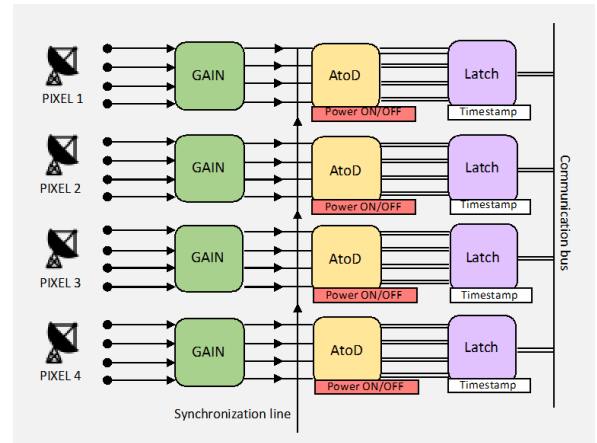 PIXEL 1
GAIN
AtoD
Power ON/OFF
Latch
Timestamp
PIXEL 2
GAIN
AtoD
Power ON/OFF
Latch
Timestamp
PIXEL 3
GAIN
AtoD
Power ON/OFF
Latch
Timestamp
PIXEL 4
GAIN
AtoD
Power ON/OFF
Latch
Timestamp
Synchronization line
Communication bus